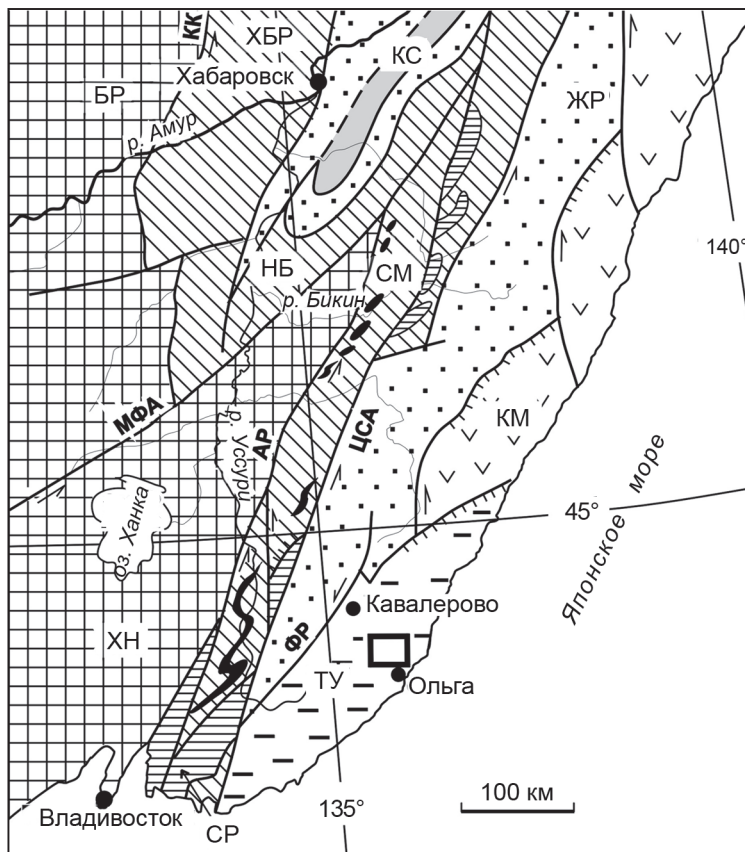 КК
ХБР
КС
Хабаровск
БР
ЖР
р. Амур
140°
НБ
СМ
р. Бикин
МФА
АР
р. Уссури
ЦСА
КМ
Японское море
оз. Ханка
45°
Кавалерово
ХН
ФР
ТУ
Ольга
100 км
135°
Владивосток
СР